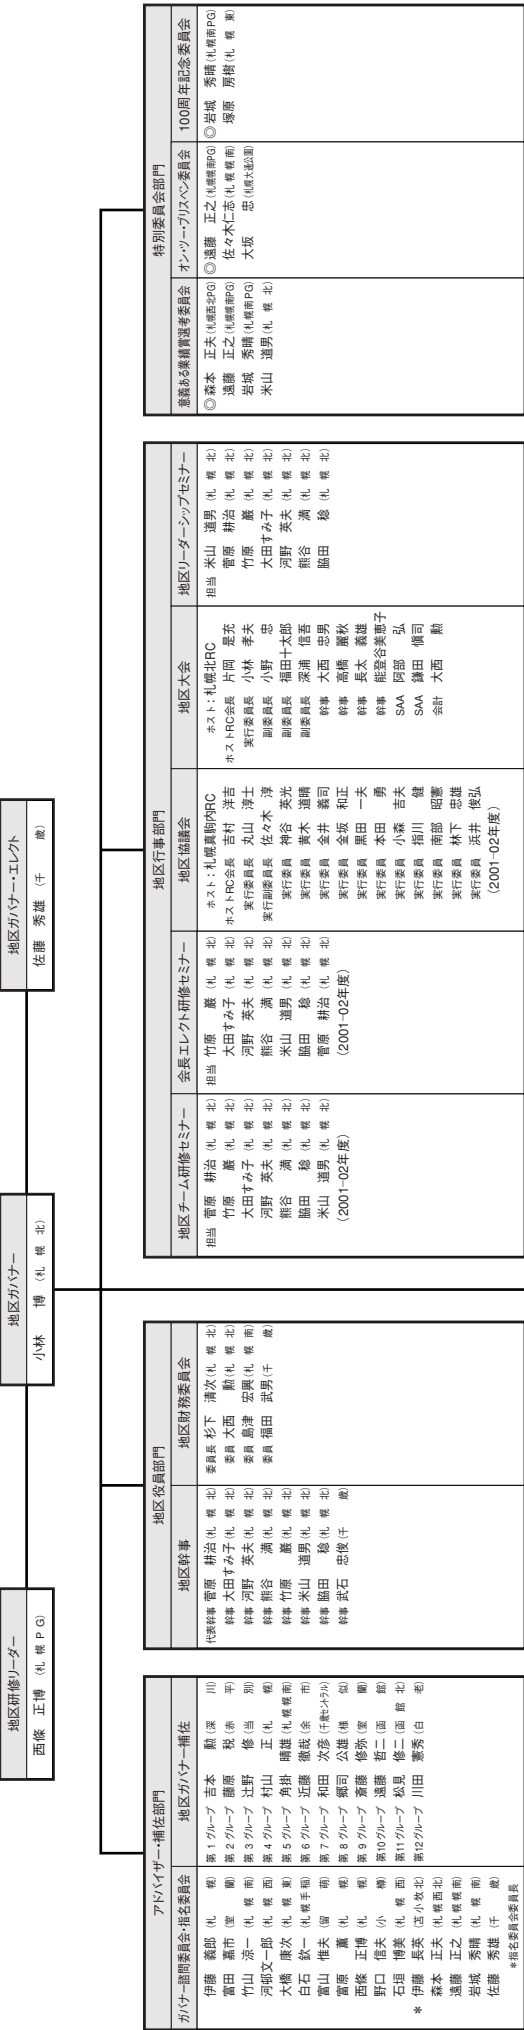 地区研修リーダー
西條 正博 (札幌PG)
地区ガバナー
小林 博 (札幌北)
地区ガバナー・エレクト
佐藤 秀雄 (千歳)
アドバイザー・補佐部門
ガバナー諮問委員会・指名委員会
伊藤 義郎 (札幌)
富田 嘉市 (室蘭)
竹山 涼一 (札幌南)
河邨文一郎 (札幌西)
大橋 康次 (札幌東)
白石 欽一 (札幌手稲)
富山 惟夫 (留萌)
富原 薫 (札幌)
西條 正博 (札幌)
野口 信夫 (小樽)
石垣 博美 (札幌西)
* 伊藤 長英 (苫小牧北)
森本 正夫 (札幌西北)
遠藤 正之 (札幌幌南)
岩城 秀晴 (札幌南)
佐藤 秀雄 (千歳)
*指名委員会委員長
地区ガバナー補佐
第1グループ 吉本 勲 (深川)
第2グループ 藤原 税 (赤平)
第3グループ 辻野 修 (当別)
第4グループ 村山 正 (札幌)
第5グループ 角掛 晴雄 (札幌幌南)
第6グループ 近藤 徹哉 (余市)
第7グループ 和田 次彦 (千歳セントラル)
第8グループ 郷司 公雄 (様似)
第9グループ 斎藤 修弥 (室蘭)
第10グループ 遠藤 哲二 (函館)
第11グループ 松見 修二 (函館北)
第12グループ 川田 憲秀 (白老)
地区役員部門
地区幹事
代表幹事 菅原 耕治 (札幌北)
幹事 大田すみ子 (札幌北)
幹事 河野 英夫 (札幌北)
幹事 熊谷 満 (札幌北)
幹事 竹原 巌 (札幌北)
幹事 米山 道男 (札幌北)
幹事 脇田 稔 (札幌北)
幹事 武石 忠俊 (千歳)
地区財務委員会
委員長 杉下 清次 (札幌北)
委員 大西 勲 (札幌北)
委員 島津 宏興 (札幌南)
委員 福田 武男 (千歳)
地区行事部門
地区チーム研修セミナー
担当 菅原 耕治 (札幌北)
竹原 巌 (札幌北)
大田すみ子 (札幌北)
河野 英夫 (札幌北)
熊谷 満 (札幌北)
脇田 稔 (札幌北)
米山 道男 (札幌北)
(2001-02年度)
会長エレクト研修セミナー
担当 竹原 巌 (札幌北)
大田すみ子 (札幌北)
河野 英夫 (札幌北)
熊谷 満 (札幌北)
米山 道男 (札幌北)
脇田 稔 (札幌北)
菅原 耕治 (札幌北)
(2001-02年度)
地区協議会
ホスト：札幌真駒内RC
ホストRC会長 吉村 洋吉
実行委員長 丸山 淳士
実行副委員長 佐々木 淳
実行委員 神谷 英光
実行委員 黄木 道晴
実行委員 金井 義司
実行委員 金坂 和正
実行委員 黒田 一夫
実行委員 本田 勇
実行委員 小森 吉夫
実行委員 指川 健
実行委員 南部 昭憲
実行委員 林下 忠雄
実行委員 浜井 俊弘
(2001-02年度)
地区大会
ホスト：札幌北RC
ホストRC会長 片岡 是充
実行委員長 小林 孝夫
副委員長 小野 忠
副委員長 福田十太郎
副委員長 深浦 信吾
幹事 大西 忠男
幹事 高橋 麗秋
幹事 長太 義雄
幹事 能登谷美恵子
SAA 阿部 弘
SAA 鎌田 愼司
会計 大西 勲
地区リーダーシップセミナー
担当 米山 道男 (札幌北)
菅原 耕治 (札幌北)
竹原 巌 (札幌北)
大田すみ子 (札幌北)
河野 英夫 (札幌北)
熊谷 満 (札幌北)
脇田 稔 (札幌北)
特別委員会部門
意義ある業績賞選考委員会
◎森本 正夫 (札幌西北PG)
遠藤 正之 (札幌幌南PG)
岩城 秀晴 (札幌南PG)
米山 道男 (札幌北)
オン・ツー・ブリスベン委員会
◎遠藤 正之 (札幌幌南PG)
佐々木仁志 (札幌幌南)
大坂 忠 (札幌大通公園)
100周年記念委員会
◎岩城 秀晴 (札幌南PG)
塚原 房樹 (札幌東)